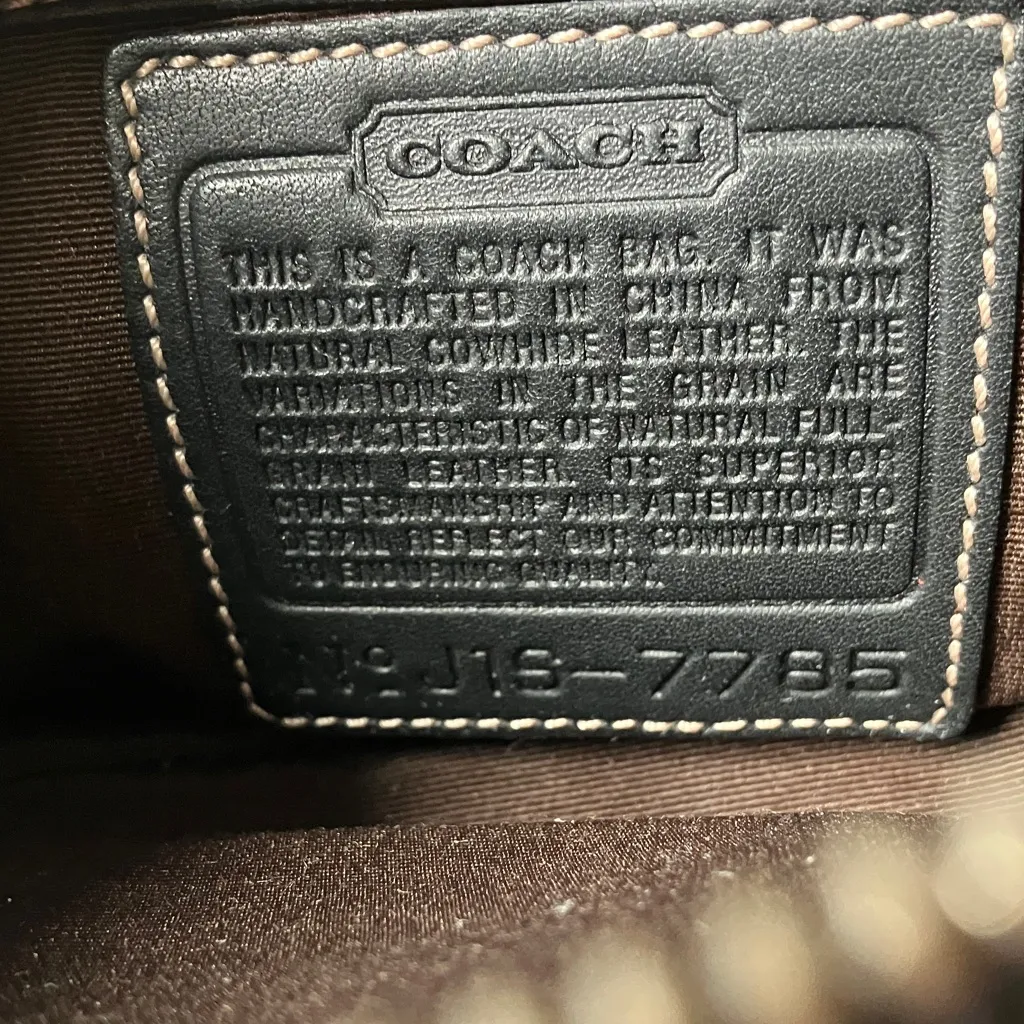 COACH
THIS IS A COACH BAG. IT WAS
HANDCRAFTED IN CHINA FROM
NATURAL COWHIDE LEATHER. THE
VARIATIONS IN THE GRAIN ARE
CHARACTERISTIC OF NATURAL FULL-
GRAIN LEATHER. ITS SUPERIOR
CRAFTSMANSHIP AND ATTENTION TO
DETAIL REFLECT OUR COMMITMENT
TO ENDURING QUALITY.
No J1S-7785